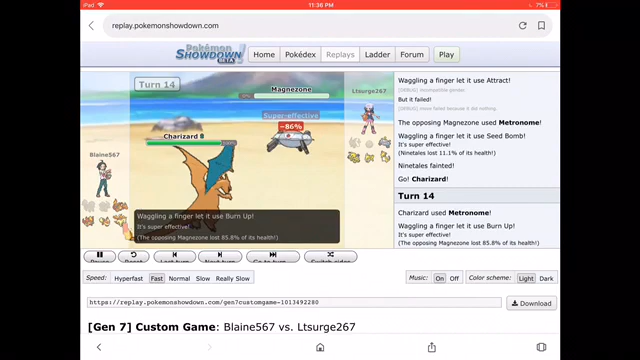 iPad
11:36 PM
7%
replay.pokemonshowdown.com
Pokémon
SHOWDOWN!
BETA
Home
Pokédex
Replays
Ladder
Forum
Play
Turn 14
Magnezone
Ltsurge267
Super-effective
−86%
Charizard
100%
Blaine567
Waggling a finger let it use Burn Up!
It's super effective!
(The opposing Magnezone lost 85.8% of its health!)
Waggling a finger let it use Attract!
But it failed!
The opposing Magnezone used Metronome!
Waggling a finger let it use Seed Bomb!
It's super effective!
(Ninetales lost 11.1% of its health!)
Ninetales fainted!
Go! Charizard!
Turn 14
Charizard used Metronome!
Waggling a finger let it use Burn Up!
It's super effective!
(The opposing Magnezone lost 85.8% of its health!)
Pause
Reset
Last turn
Next turn
Go to turn
Switch sides
Speed:
Hyperfast
Fast
Normal
Slow
Really Slow
Music:
On
Off
Color scheme:
Light
Dark
https://replay.pokemonshowdown.com/gen7customgame-1013492280
Download
[Gen 7] Custom Game: Blaine567 vs. Ltsurge267